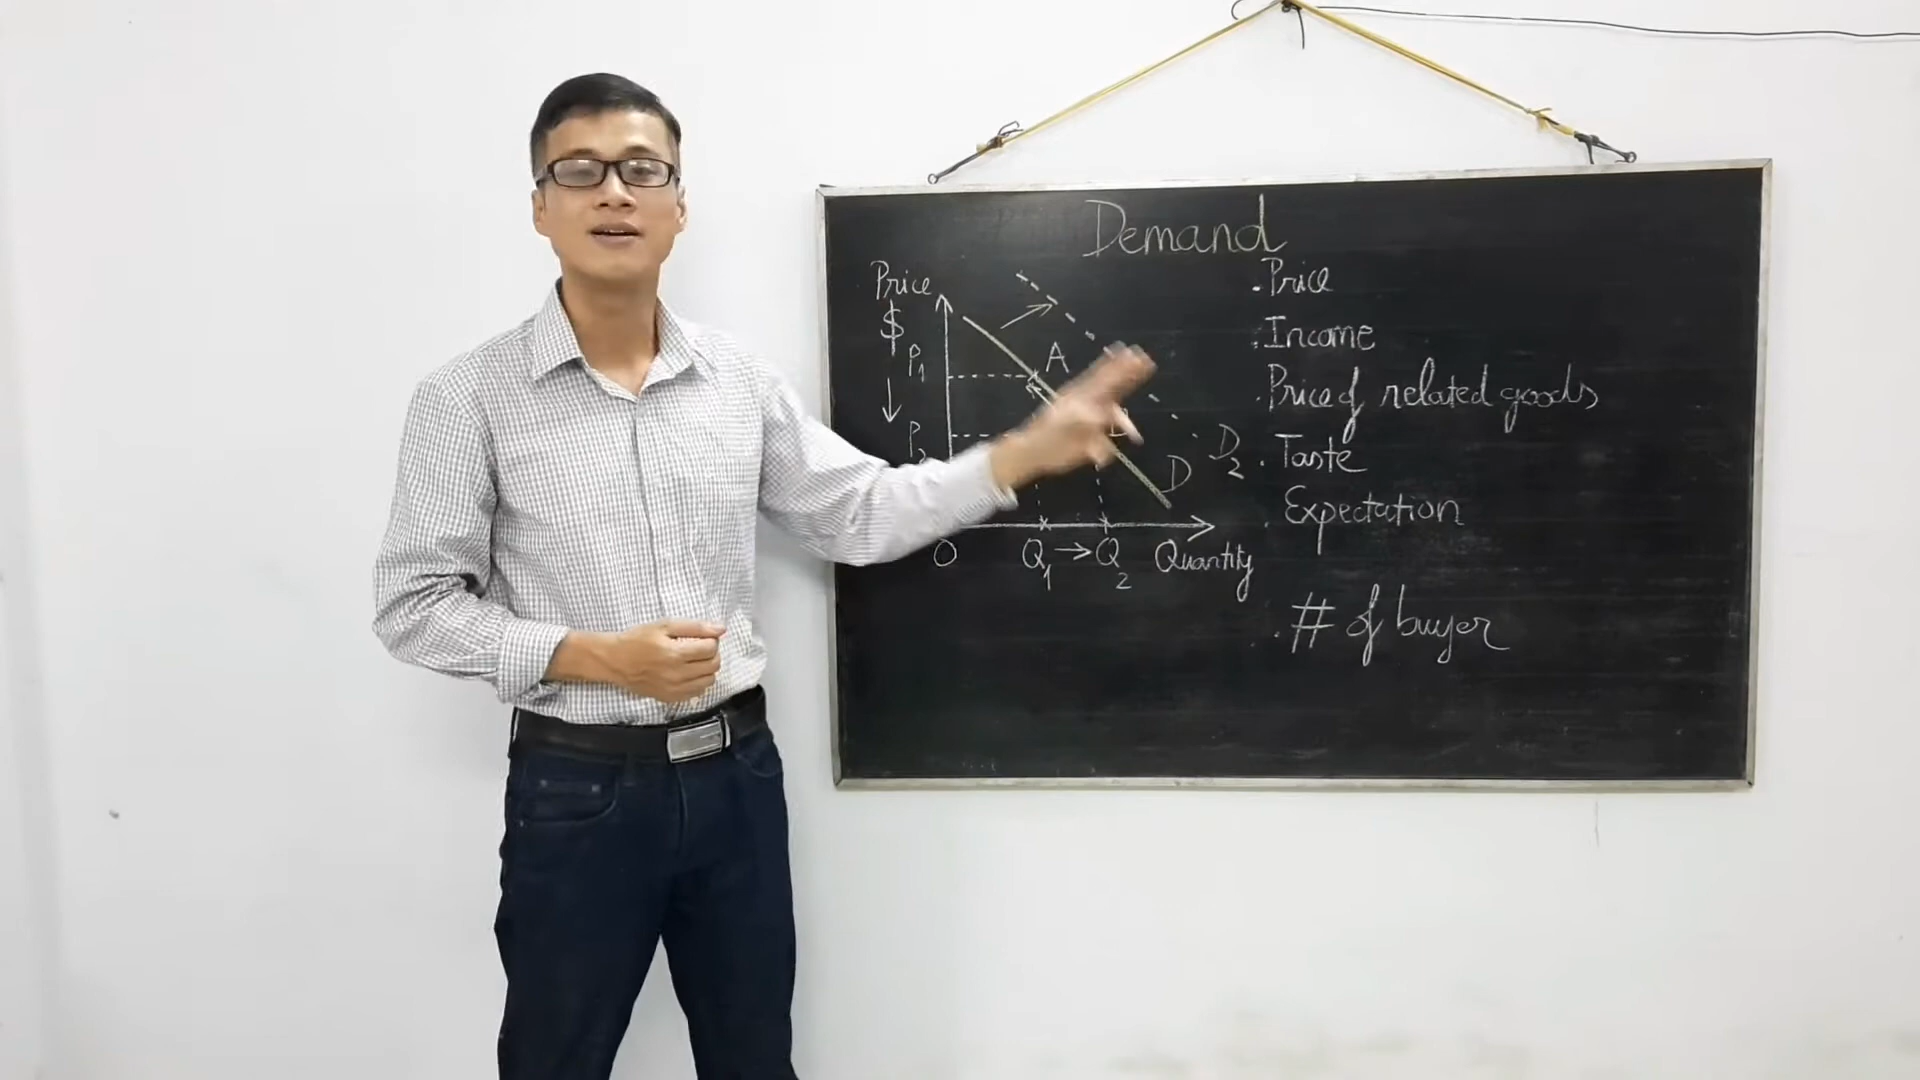 Demand
Price
$
P1
P2
A
D
D2
O
Q1 → Q2
Quantity
. Price
. Income
. Price of related goods
. Taste
. Expectation
. # of buyer